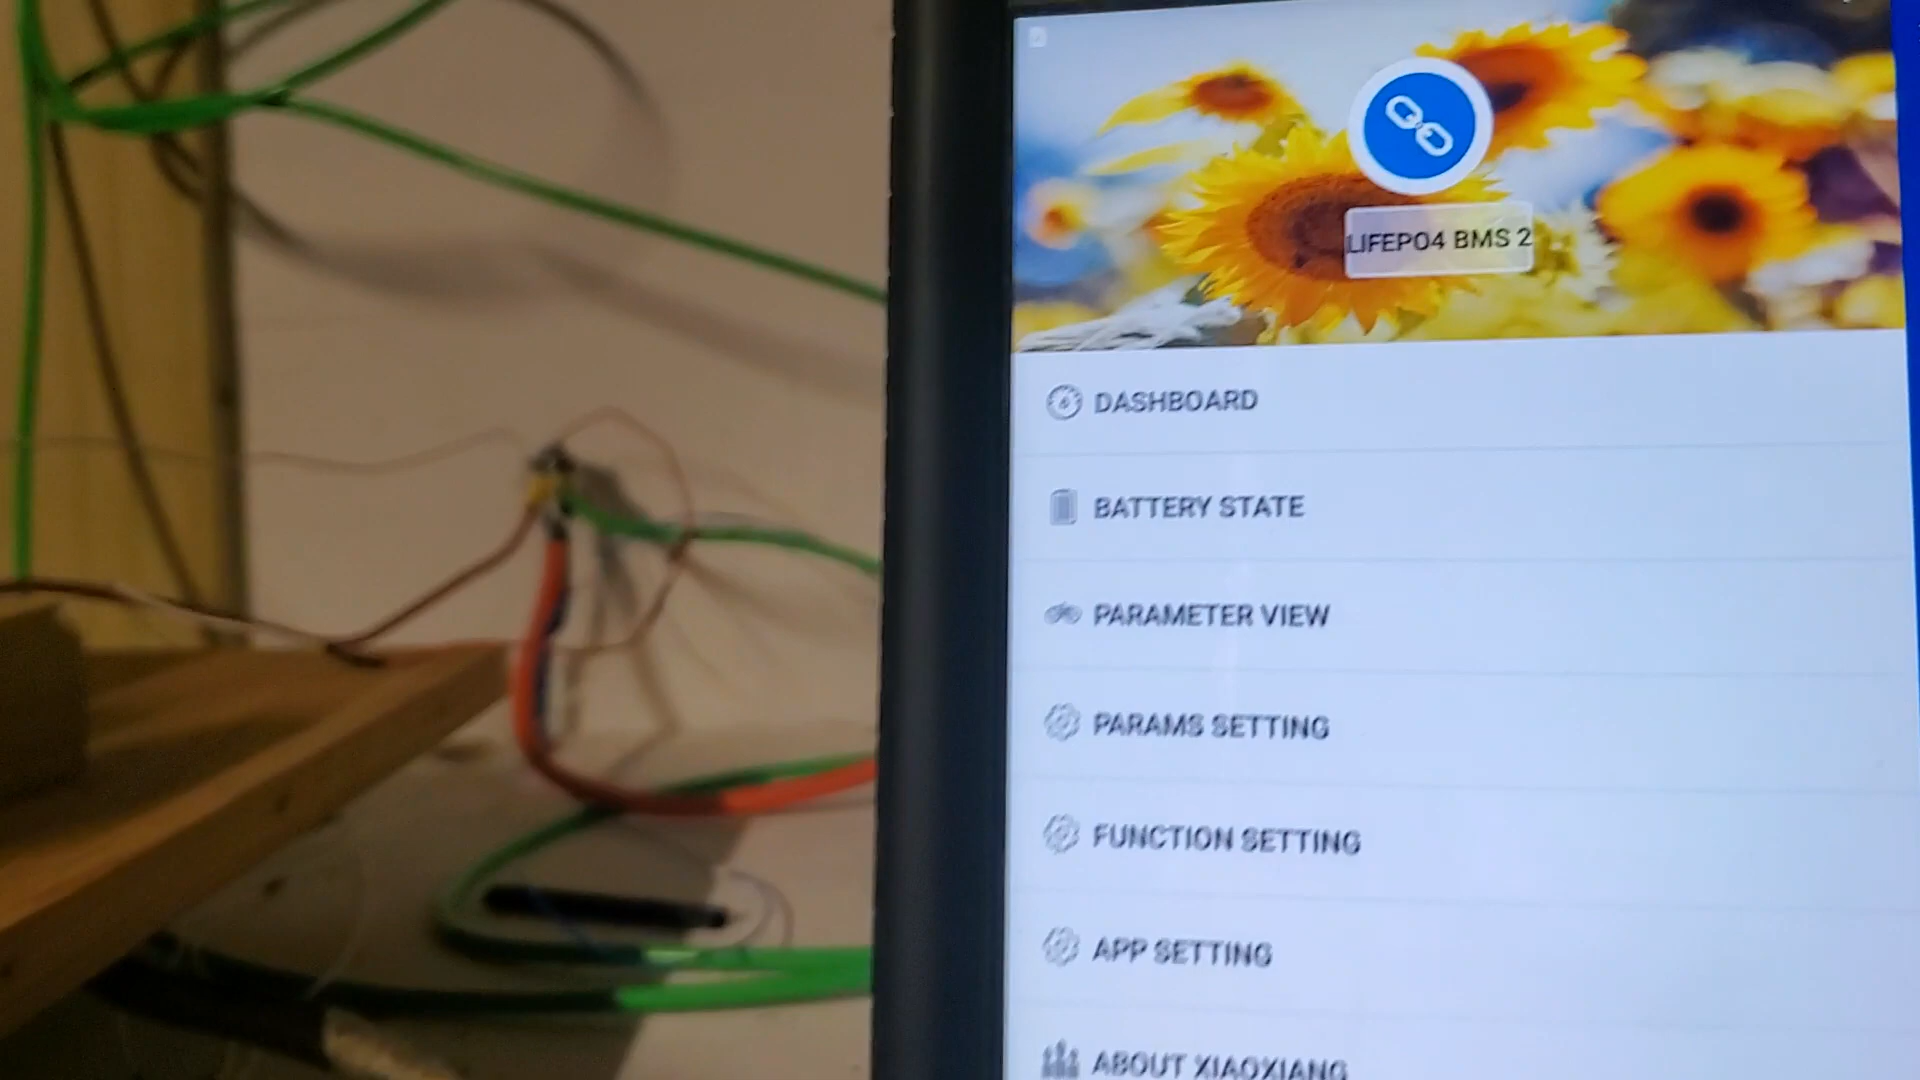 LIFEPO4 BMS 2
DASHBOARD
BATTERY STATE
PARAMETER VIEW
PARAMS SETTING
FUNCTION SETTING
APP SETTING
ABOUT XIAOXIANG